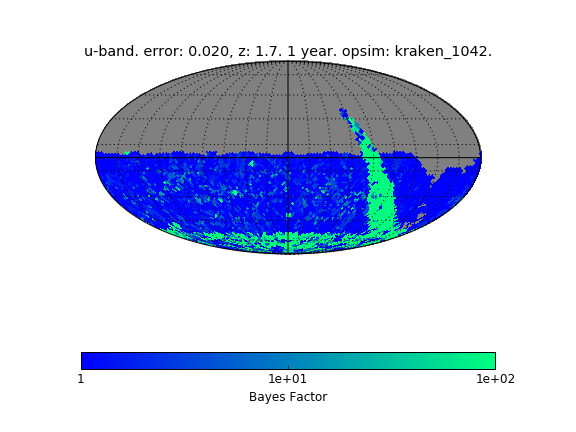 u-band. error: 0.020, z: 1.7. 1 year. opsim: kraken_1042.
1 1e+01 1e+02
Bayes Factor